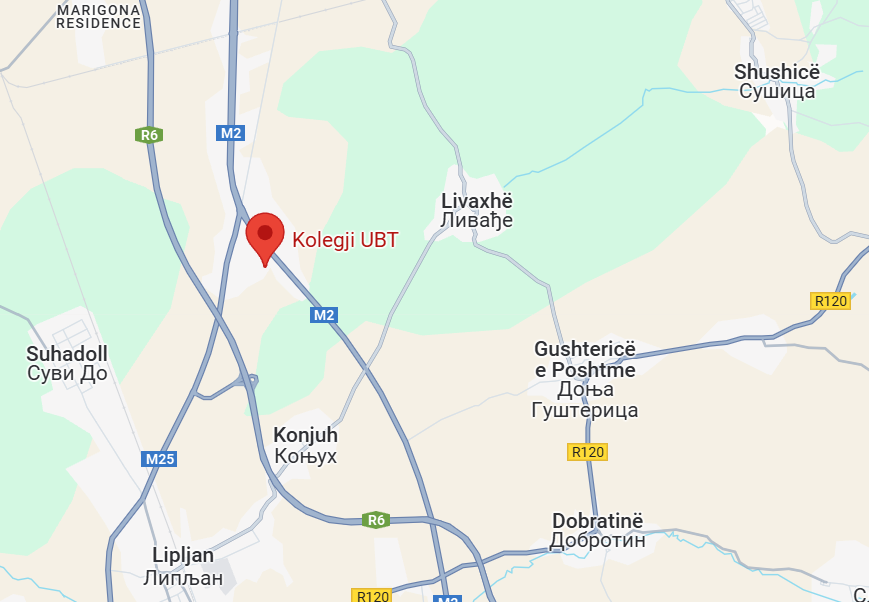 MARIGONA
RESIDENCE
Shushicë
Сушица
R6
M2
Livaxhë
Ливађе
Kolegji UBT
R120
M2
Suhadoll
Суви До
Gushtericë
e Poshtme
Доња
Гуштерица
Konjuh
Коњух
R120
M25
R6
Dobratinë
Добротин
Lipljan
Липљан
R120
M2